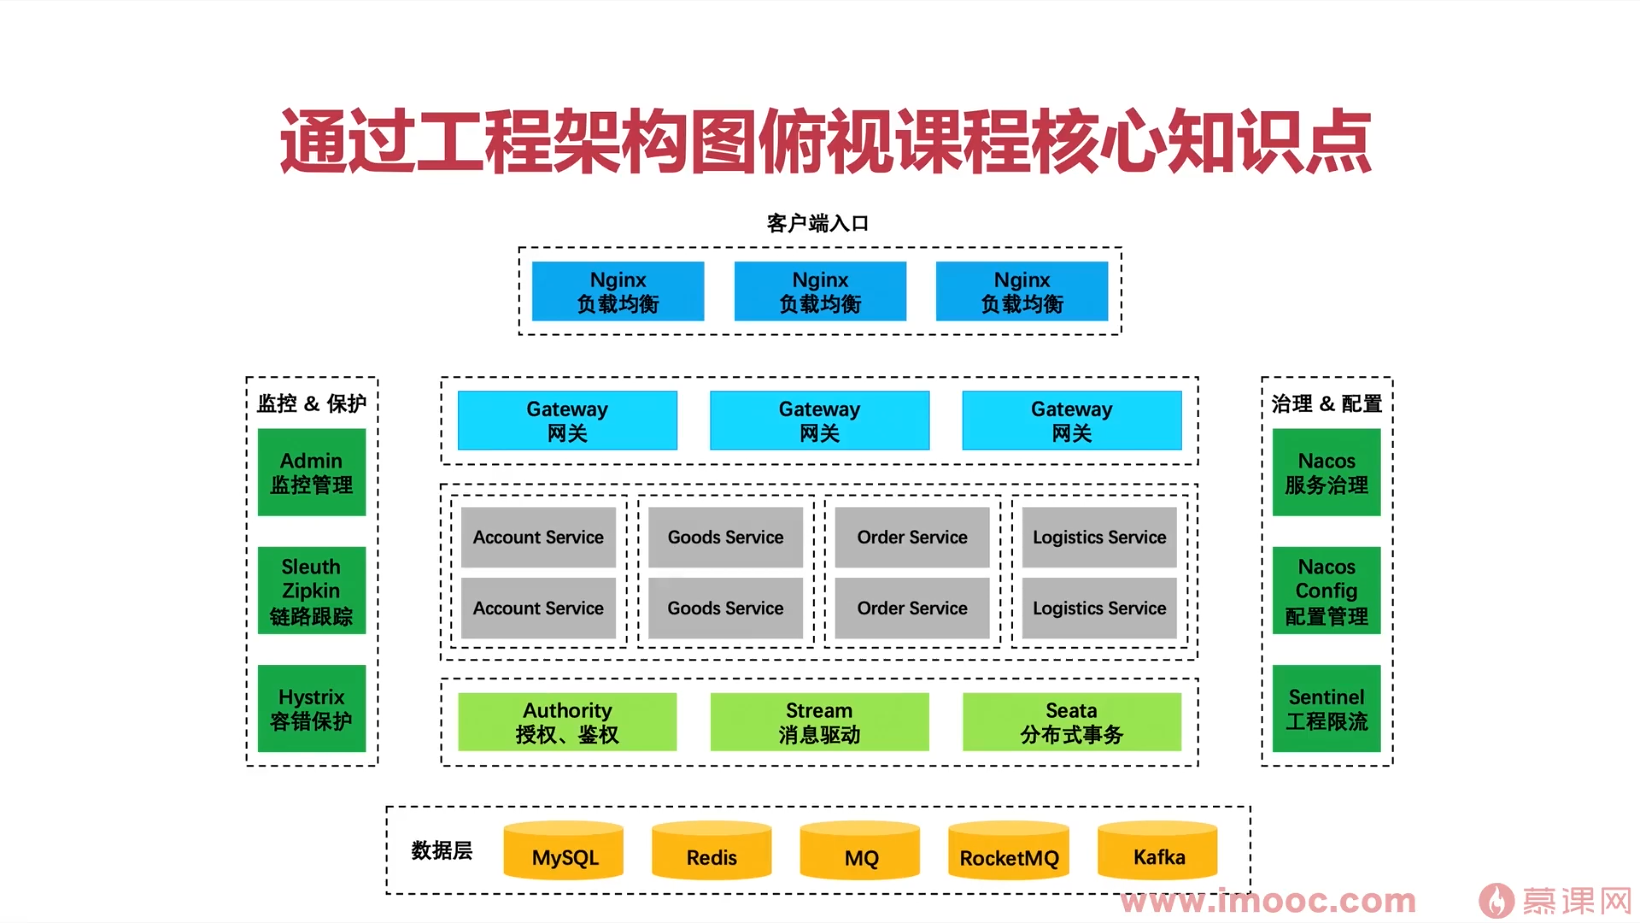 通过工程架构图俯视课程核心知识点
客户端入口
Nginx
负载均衡
Nginx
负载均衡
Nginx
负载均衡
监控 & 保护
Admin
监控管理
Sleuth
Zipkin
链路跟踪
Hystrix
容错保护
Gateway
网关
Gateway
网关
Gateway
网关
Account Service
Goods Service
Order Service
Logistics Service
Account Service
Goods Service
Order Service
Logistics Service
Authority
授权、鉴权
Stream
消息驱动
Seata
分布式事务
治理 & 配置
Nacos
服务治理
Nacos
Config
配置管理
Sentinel
工程限流
数据层
MySQL
Redis
MQ
RocketMQ
Kafka
www.imooc.com
慕课网